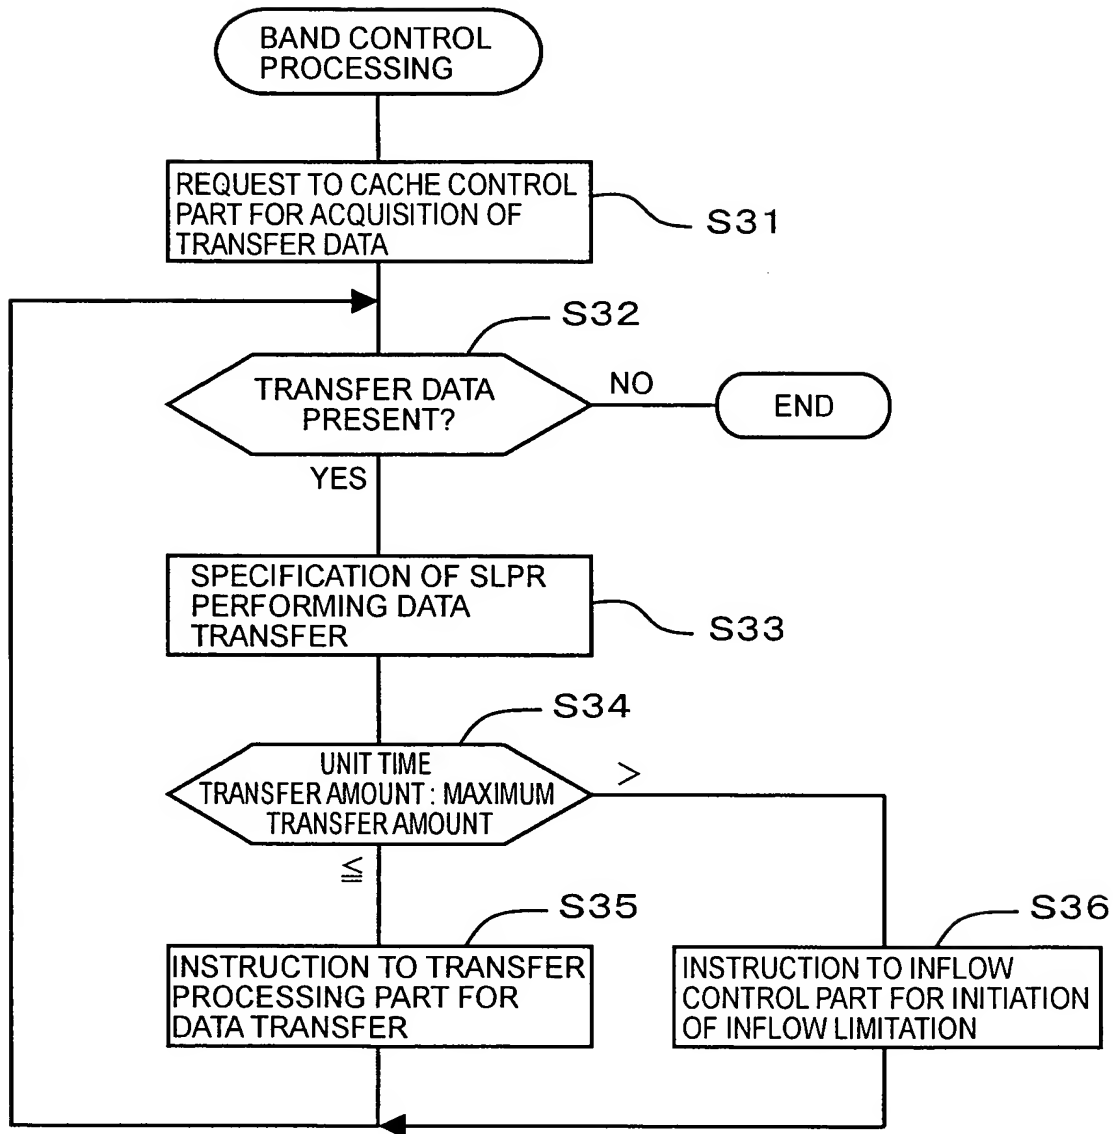 BAND CONTROL
PROCESSING
REQUEST TO CACHE CONTROL
PART FOR ACQUISITION OF
TRANSFER DATA
S31
S32
TRANSFER DATA
PRESENT?
NO
END
YES
SPECIFICATION OF SLPR
PERFORMING DATA
TRANSFER
S33
S34
UNIT TIME
TRANSFER AMOUNT : MAXIMUM
TRANSFER AMOUNT
>
≦
S35
INSTRUCTION TO TRANSFER
PROCESSING PART FOR
DATA TRANSFER
S36
INSTRUCTION TO INFLOW
CONTROL PART FOR INITIATION
OF INFLOW LIMITATION